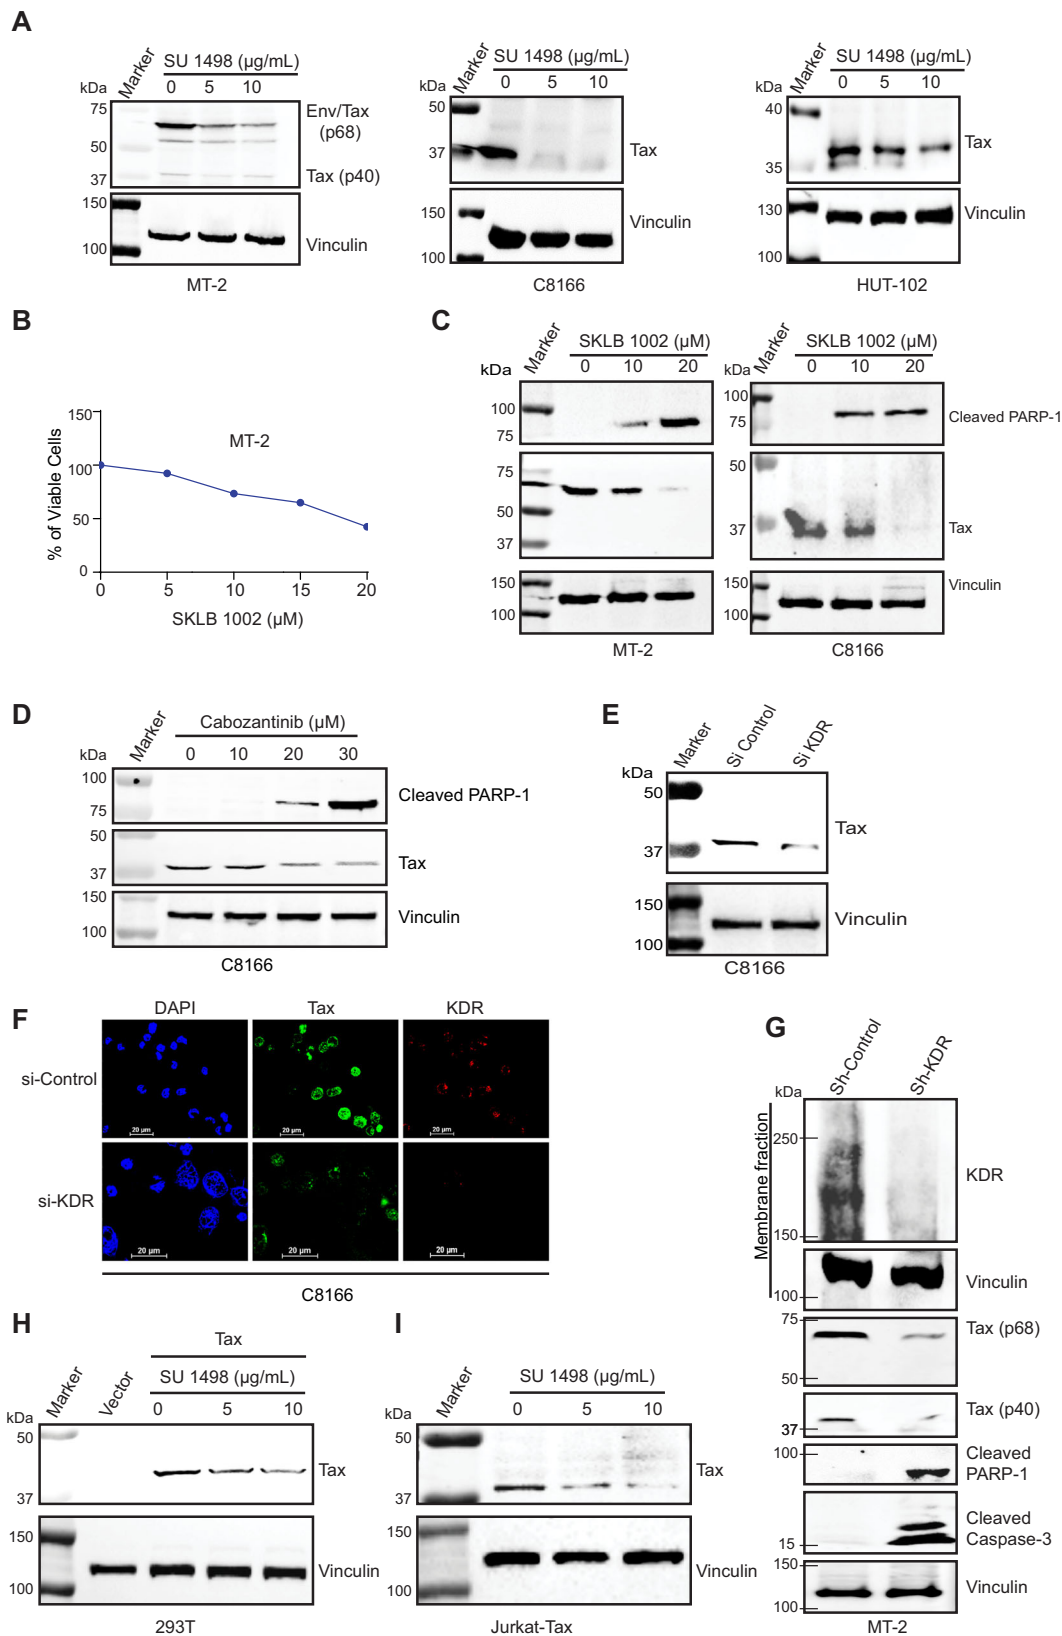 A
Marker
SU 1498 (µg/mL)
kDa
0 5 10
75
50
37
Env/Tax
(p68)
Tax (p40)
150
100
Vinculin
MT-2
Marker
SU 1498 (µg/mL)
kDa
0 5 10
50
37
Tax
150
100
Vinculin
C8166
Marker
SU 1498 (µg/mL)
kDa
0 5 10
40
35
Tax
130
100
Vinculin
HUT-102
B
% of Viable Cells
150
100
50
0
MT-2
0 5 10 15 20
SKLB 1002 (µM)
C
Marker
SKLB 1002 (µM)
kDa
0 10 20
100
75
75
50
37
150
100
MT-2
Marker
SKLB 1002 (µM)
kDa
0 10 20
100
75
Cleaved PARP-1
50
37
Tax
150
100
Vinculin
C8166
D
Marker
Cabozantinib (µM)
kDa
0 10 20 30
100
75
Cleaved PARP-1
50
37
Tax
150
100
Vinculin
C8166
E
Marker
Si Control
Si KDR
kDa
50
37
Tax
150
100
Vinculin
C8166
F
DAPI Tax KDR
si-Control
20 µm 20 µm 20 µm
si-KDR
20 µm 20 µm 20 µm
C8166
G
Sh-Control
Sh-KDR
kDa
Membrane fraction
250
150
KDR
100
Vinculin
75
50
Tax (p68)
37
Tax (p40)
100
Cleaved
PARP-1
15
Cleaved
Caspase-3
150
100
Vinculin
MT-2
H
Tax
Marker
Vector
SU 1498 (µg/mL)
kDa
0 5 10
50
37
Tax
150
100
Vinculin
293T
I
Marker
SU 1498 (µg/mL)
kDa
0 5 10
50
37
Tax
150
100
Vinculin
Jurkat-Tax